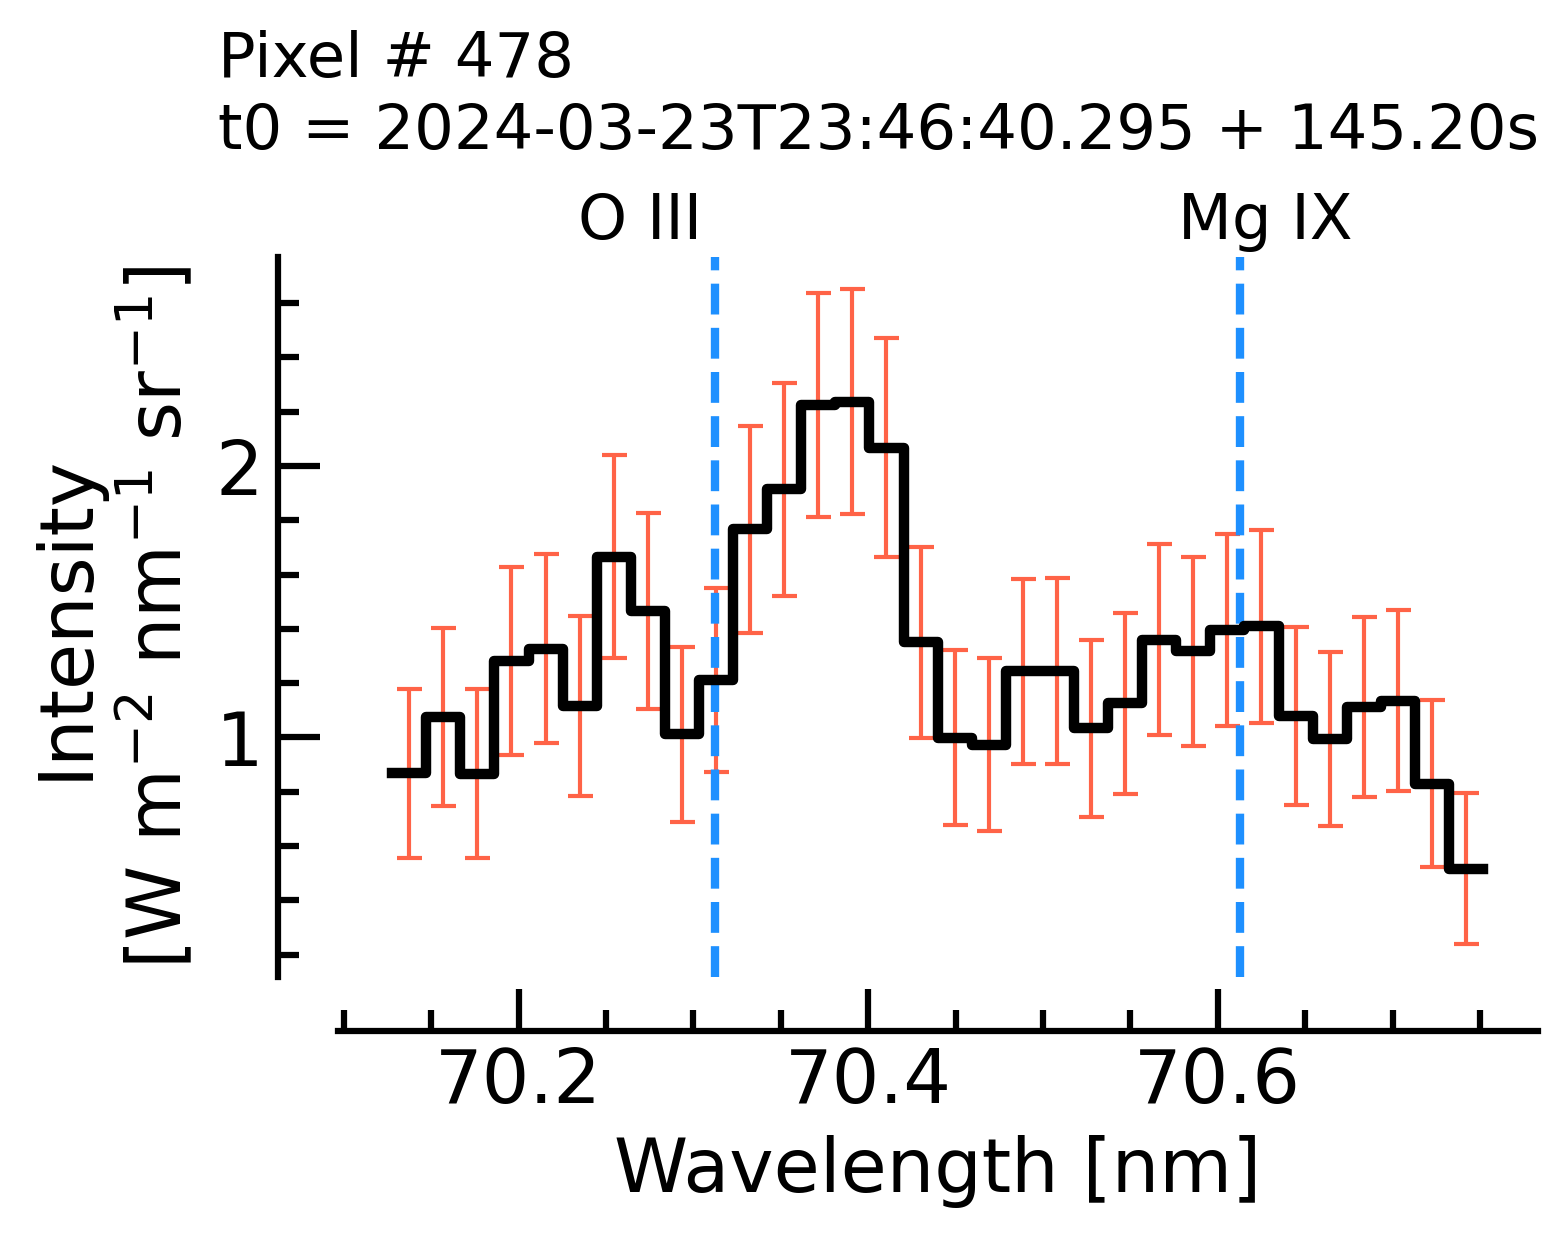 Pixel # 478
t0 = 2024-03-23T23:46:40.295 + 145.20s
O III
Mg IX
Intensity
[W m⁻² nm⁻¹ sr⁻¹]
2
1
70.2
70.4
70.6
Wavelength [nm]